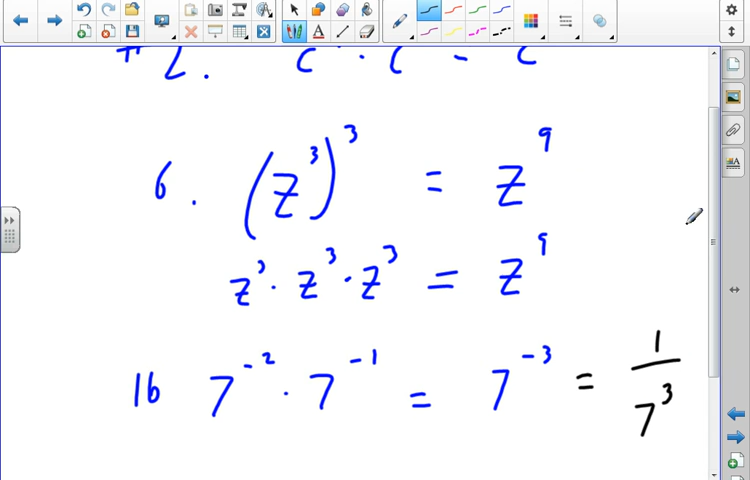 6. (z³)³ = z⁹
z³ · z³ · z³ = z⁹
16 7⁻² · 7⁻¹ = 7⁻³ = 1/7³